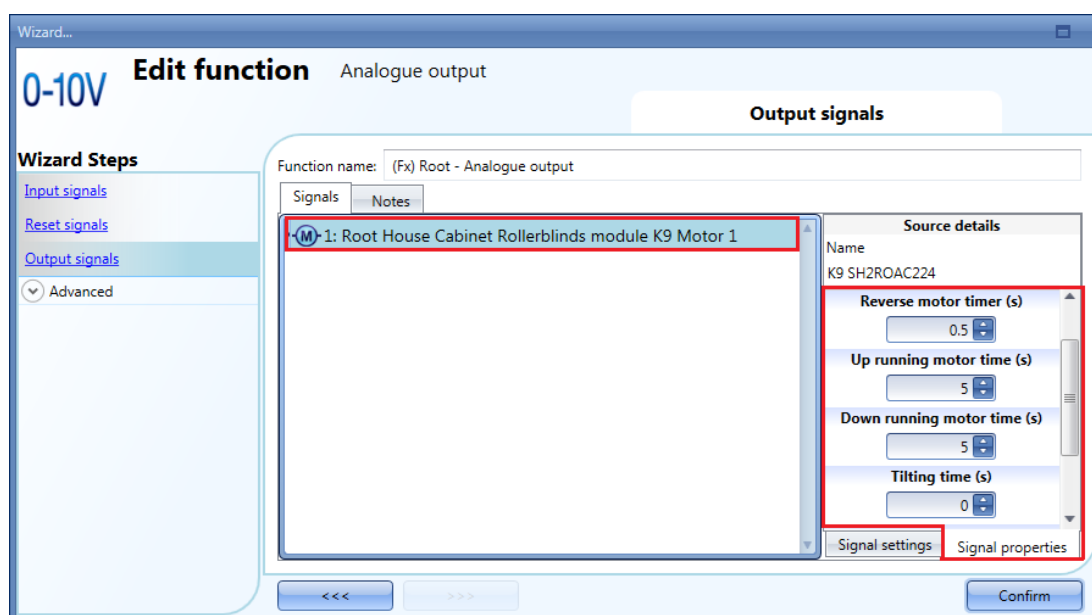 Wizard...
0-10V
Edit function Analogue output
Output signals
Wizard Steps
Input signals
Reset signals
Output signals
Advanced
Function name: (Fx) Root - Analogue output
Signals Notes
M 1: Root House Cabinet Rollerblinds module K9 Motor 1
Source details
Name
K9 SH2ROAC224
Reverse motor timer (s)
0.5
Up running motor time (s)
5
Down running motor time (s)
5
Tilting time (s)
0
Signal settings Signal properties
<<< >>> Confirm